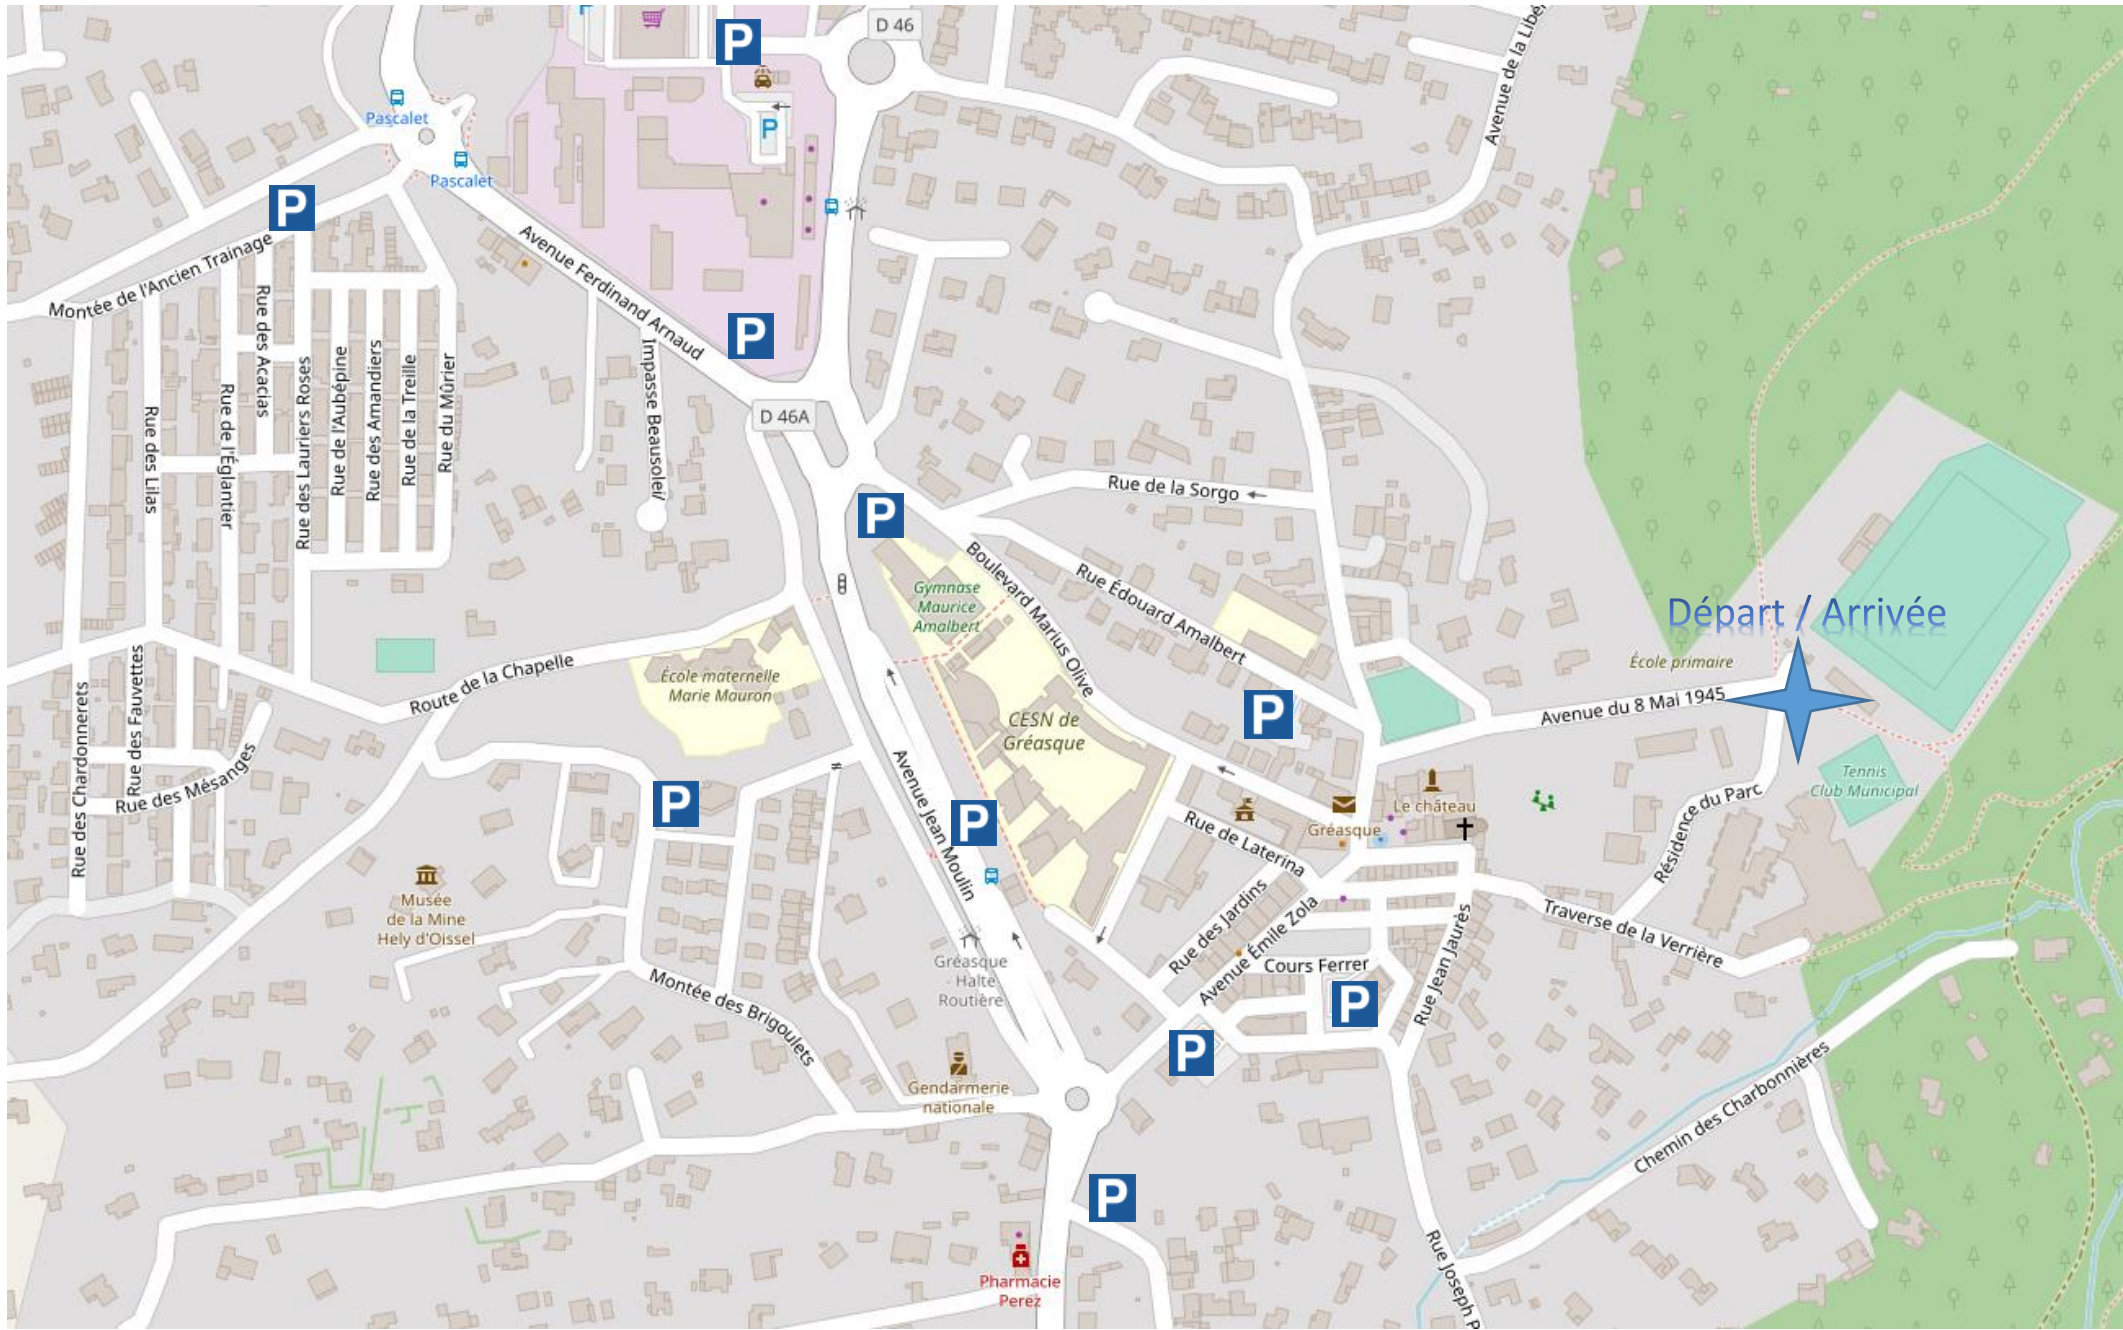 P
P
D 46
Avenue de la Liber
Pascalet
P
Pascalet
P
Montée de l'Ancien Trainage
Avenue Ferdinand Arnaud
P
Impasse Beausoleil
D 46A
Rue des Acacias
Rue des Lauriers Roses
Rue de l'Aubépine
Rue des Amandiers
Rue de la Treille
Rue du Mûrier
Rue des Lilas
Rue de l'Églantier
Rue de la Sorgo
P
Boulevard Marius Olive
Rue Édouard Amalbert
Gymnase
Maurice
Amalbert
Départ / Arrivée
École primaire
Route de la Chapelle
École maternelle
Marie Mauron
Rue des Chardonnerets
Rue des Fauvettes
Rue des Mésanges
CESN de
Gréasque
P
Avenue du 8 Mai 1945
Tennis
Club Municipal
P
Avenue Jean Moulin
P
Le château
Gréasque
Rue de Laterina
Résidence du Parc
Musée
de la Mine
Hely d'Oissel
Rue des Jardins
Avenue Émile Zola
Traverse de la Verrière
Rue Jean Jaurès
Cours Ferrer
Gréasque
- Halte
Routière
Montée des Brigoulets
P
P
Gendarmerie
nationale
Chemin des Charbonnières
P
Pharmacie
Perez
Rue Joseph P